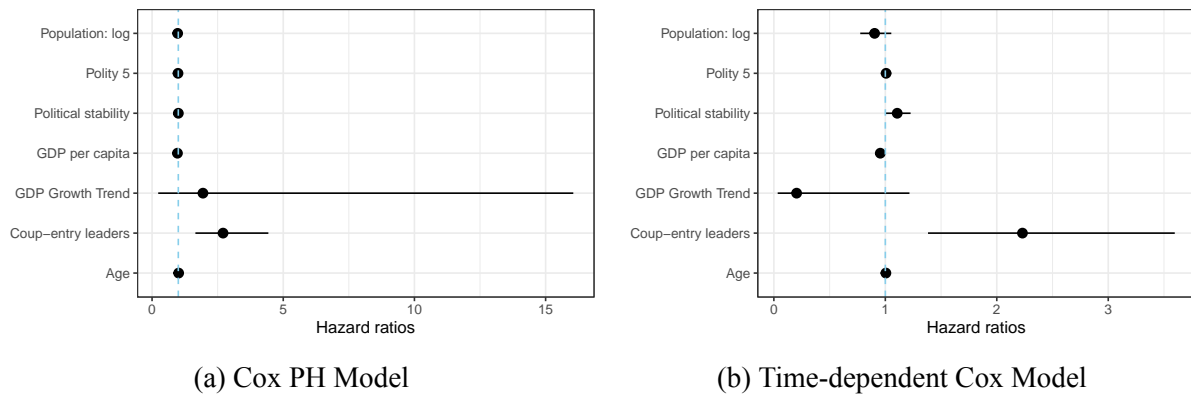 Population: log
Polity 5
Political stability
GDP per capita
GDP Growth Trend
Coup−entry leaders
Age
0 5 10 15
Hazard ratios
(a) Cox PH Model
Population: log
Polity 5
Political stability
GDP per capita
GDP Growth Trend
Coup−entry leaders
Age
0 1 2 3
Hazard ratios
(b) Time-dependent Cox Model